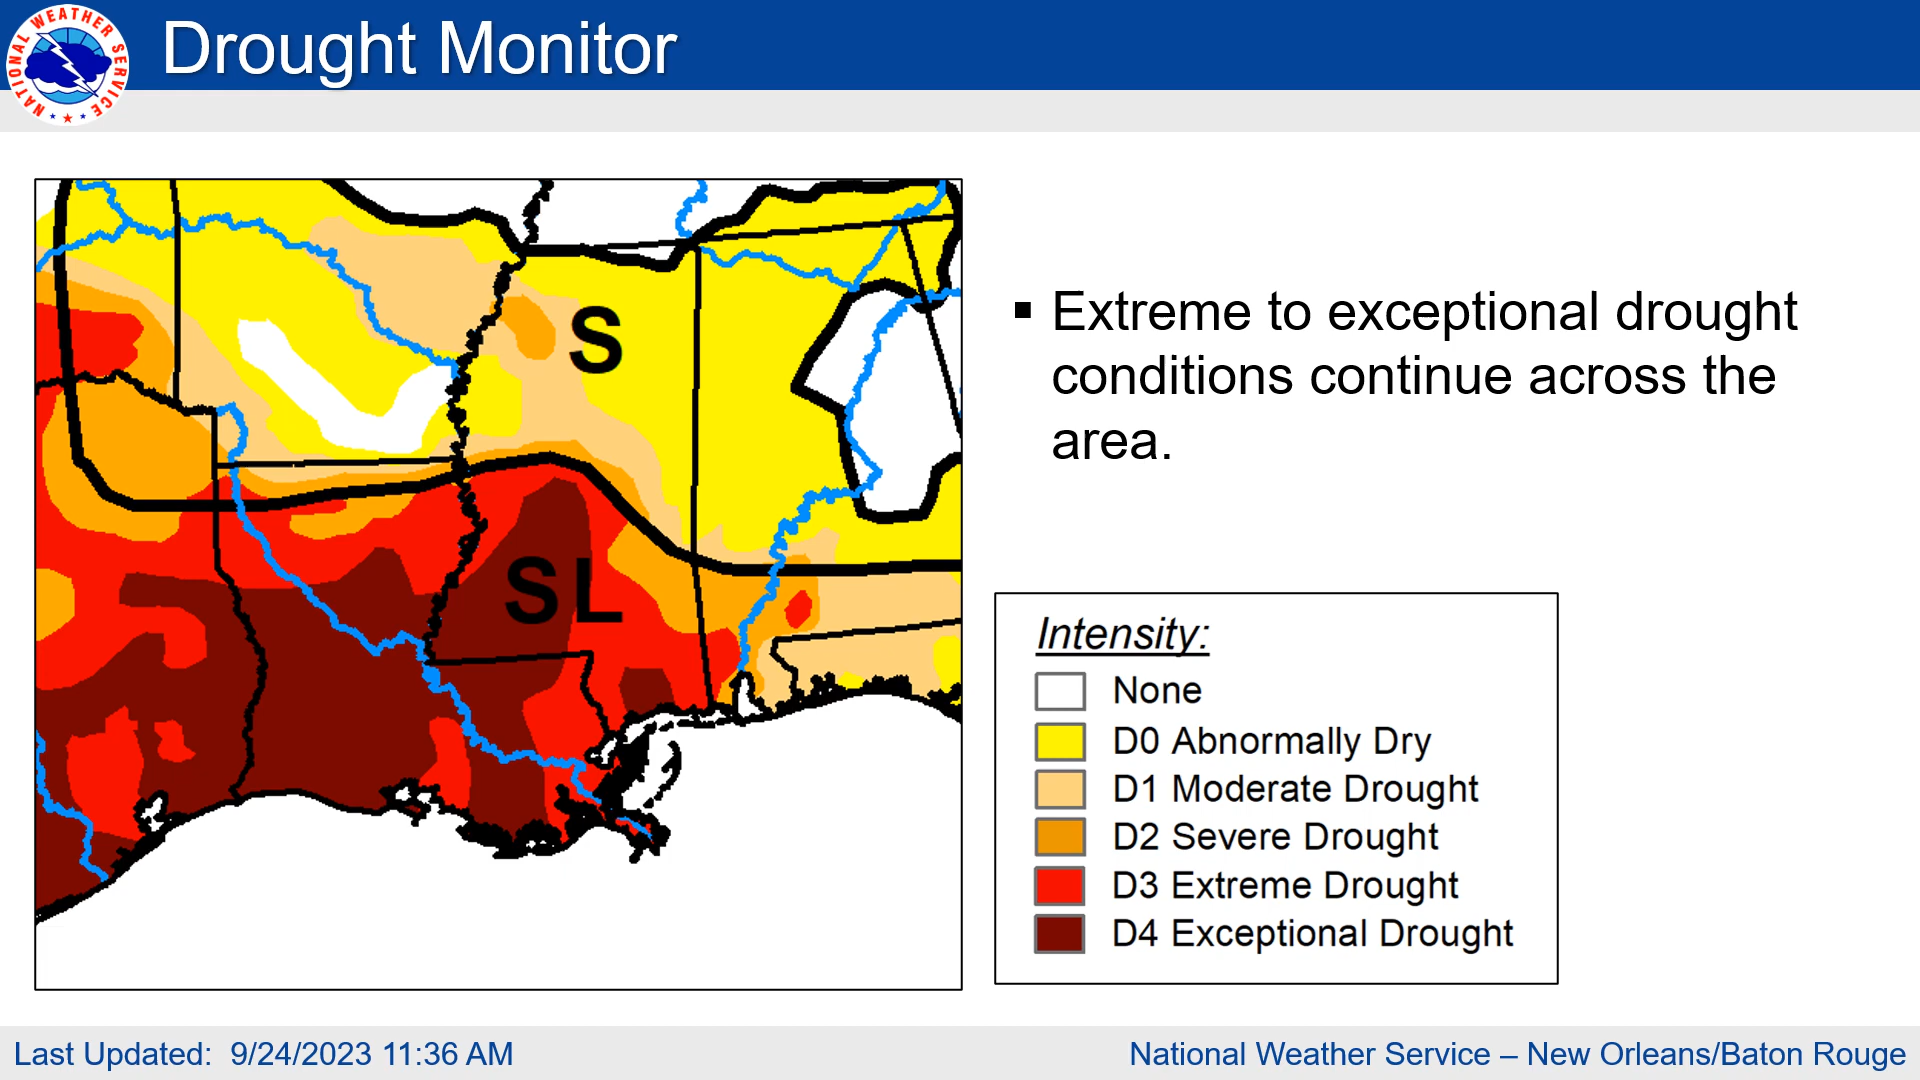 NATIONAL WEATHER SERVICE
Drought Monitor
S
SL
▪ Extreme to exceptional drought
conditions continue across the
area.
Intensity:
None
D0 Abnormally Dry
D1 Moderate Drought
D2 Severe Drought
D3 Extreme Drought
D4 Exceptional Drought
Last Updated: 9/24/2023 11:36 AM
National Weather Service – New Orleans/Baton Rouge